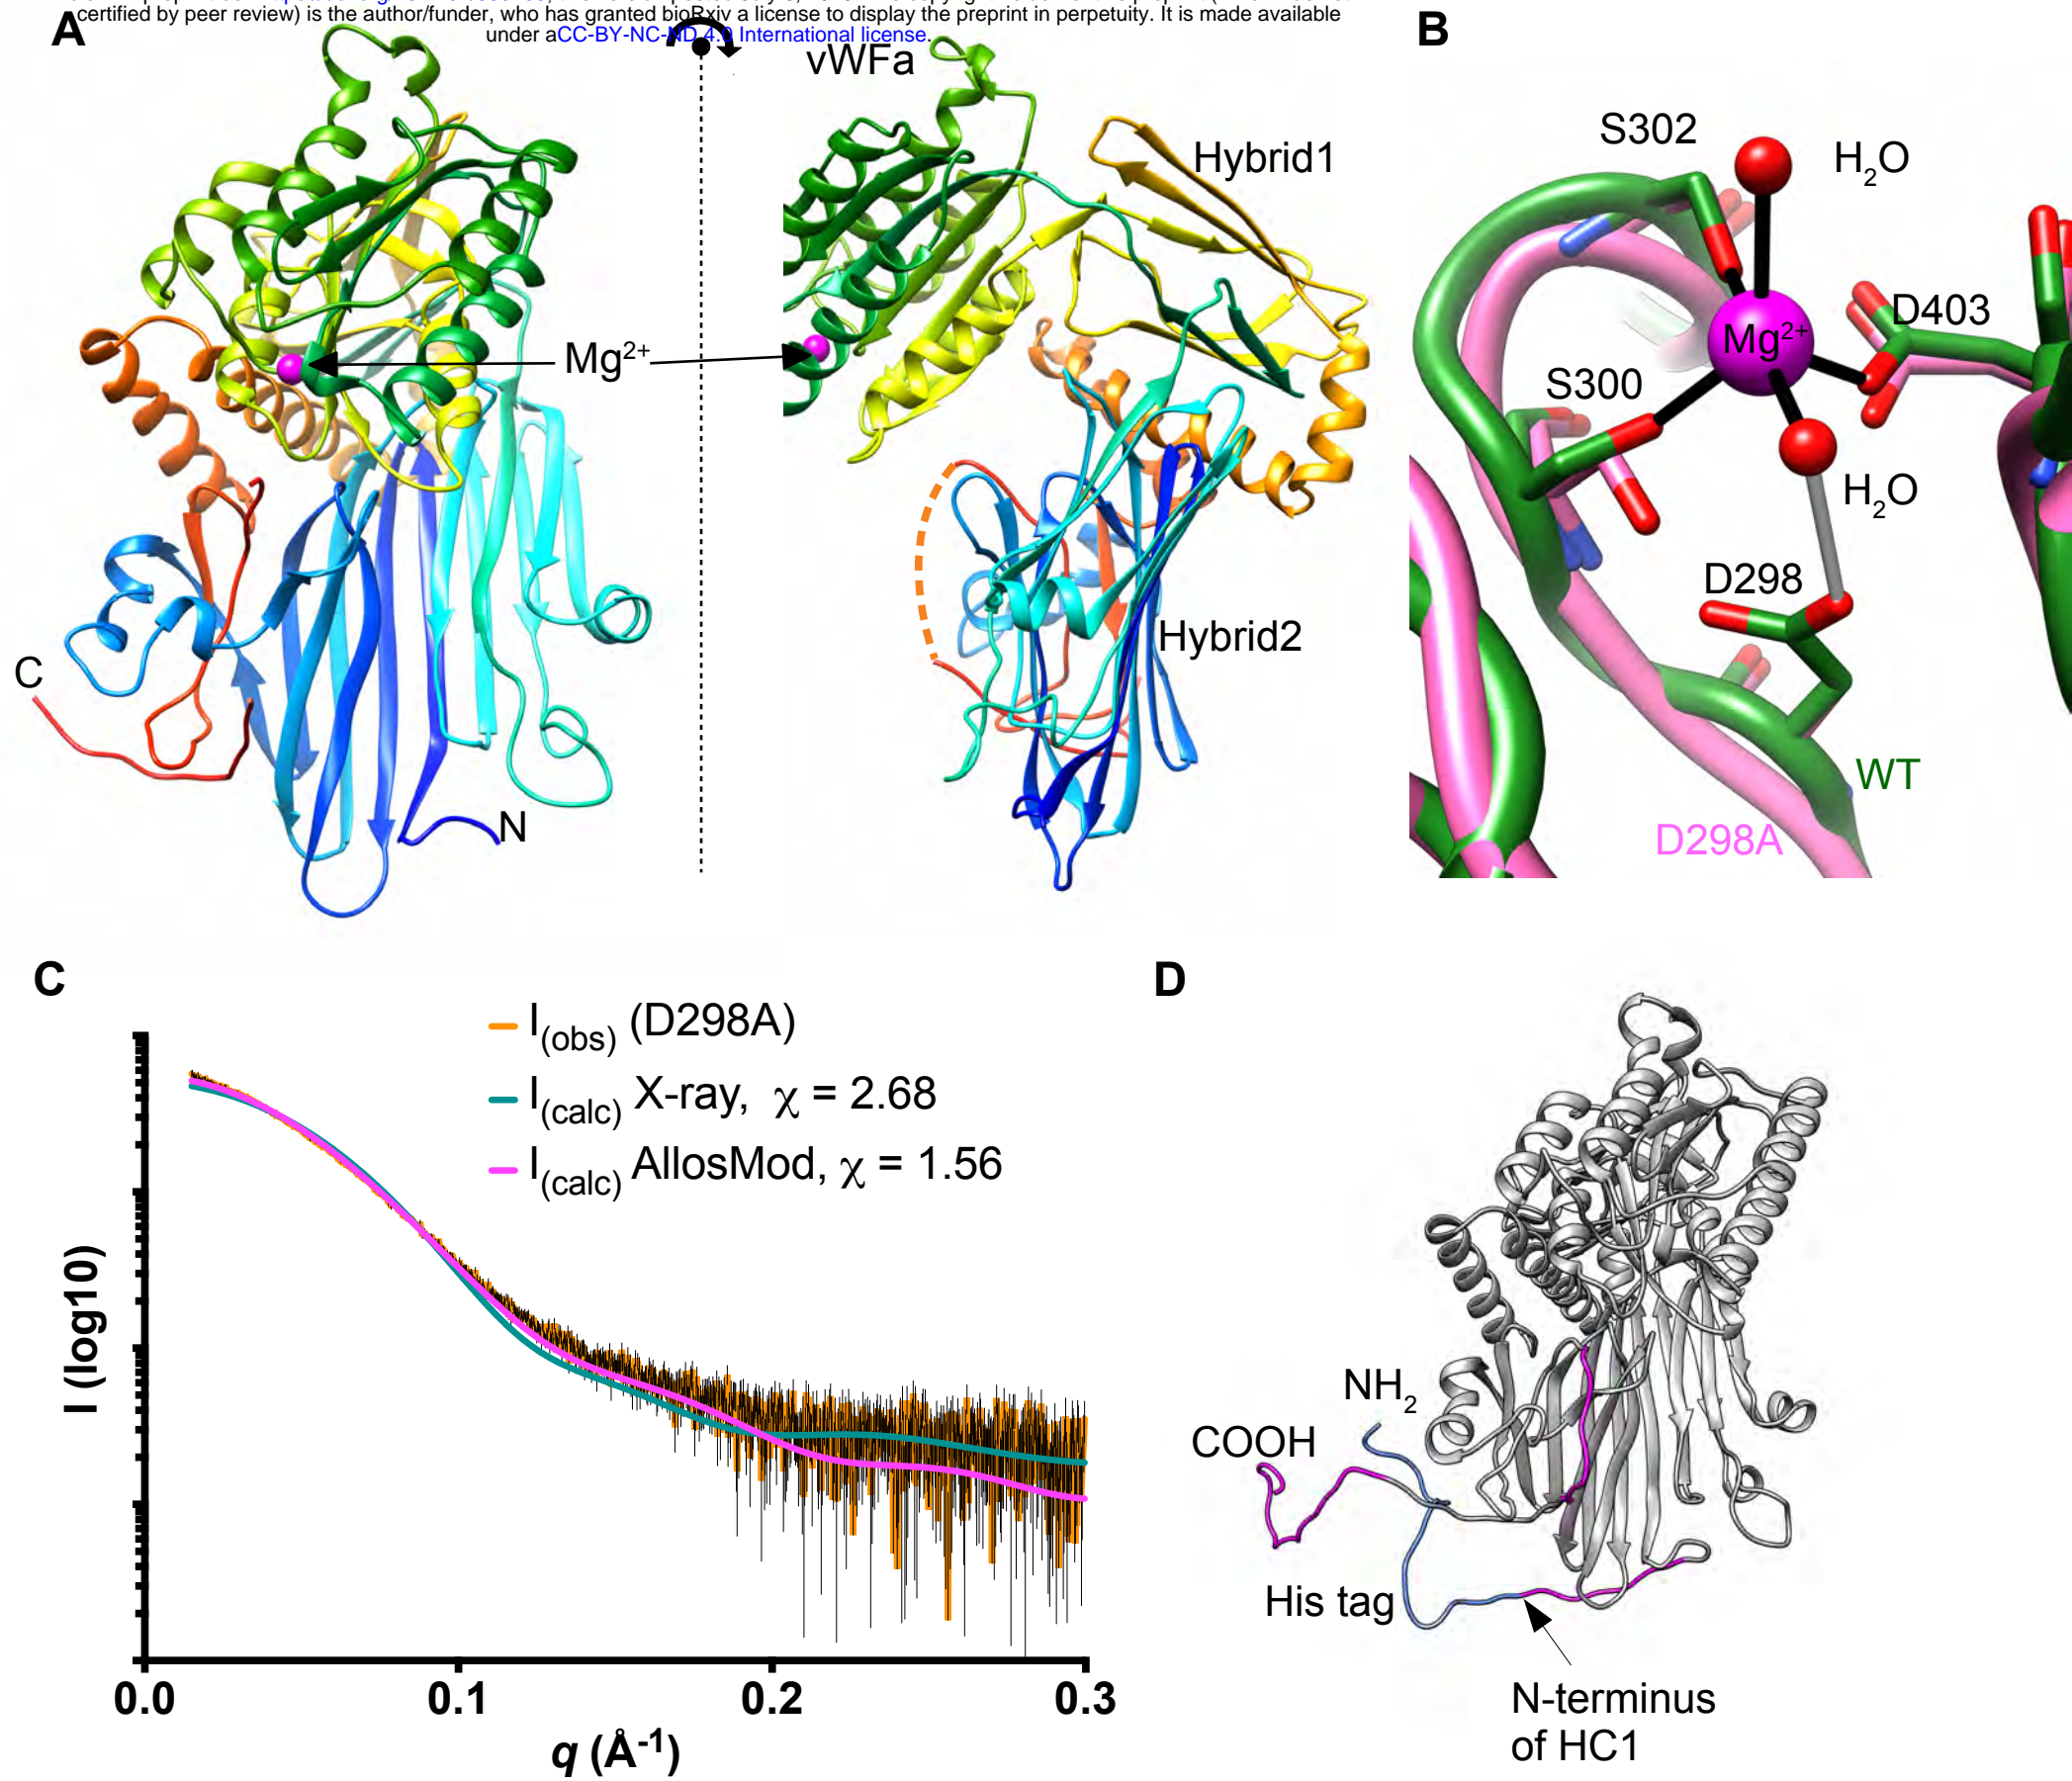 certified by peer review) is the author/funder, who has granted bioRxiv a license to display the preprint in perpetuity. It is made available
under aCC-BY-NC-ND 4.0 International license.
A
vWFa
Hybrid1
Mg2+
Hybrid2
C
N
B
S302
H2O
Mg2+
D403
S300
H2O
D298
WT
D298A
C
I(obs) (D298A)
I(calc) X-ray, χ = 2.68
I(calc) AllosMod, χ = 1.56
I (log10)
0.0 0.1 0.2 0.3
q (Å-1)
D
NH2
COOH
His tag
N-terminus
of HC1